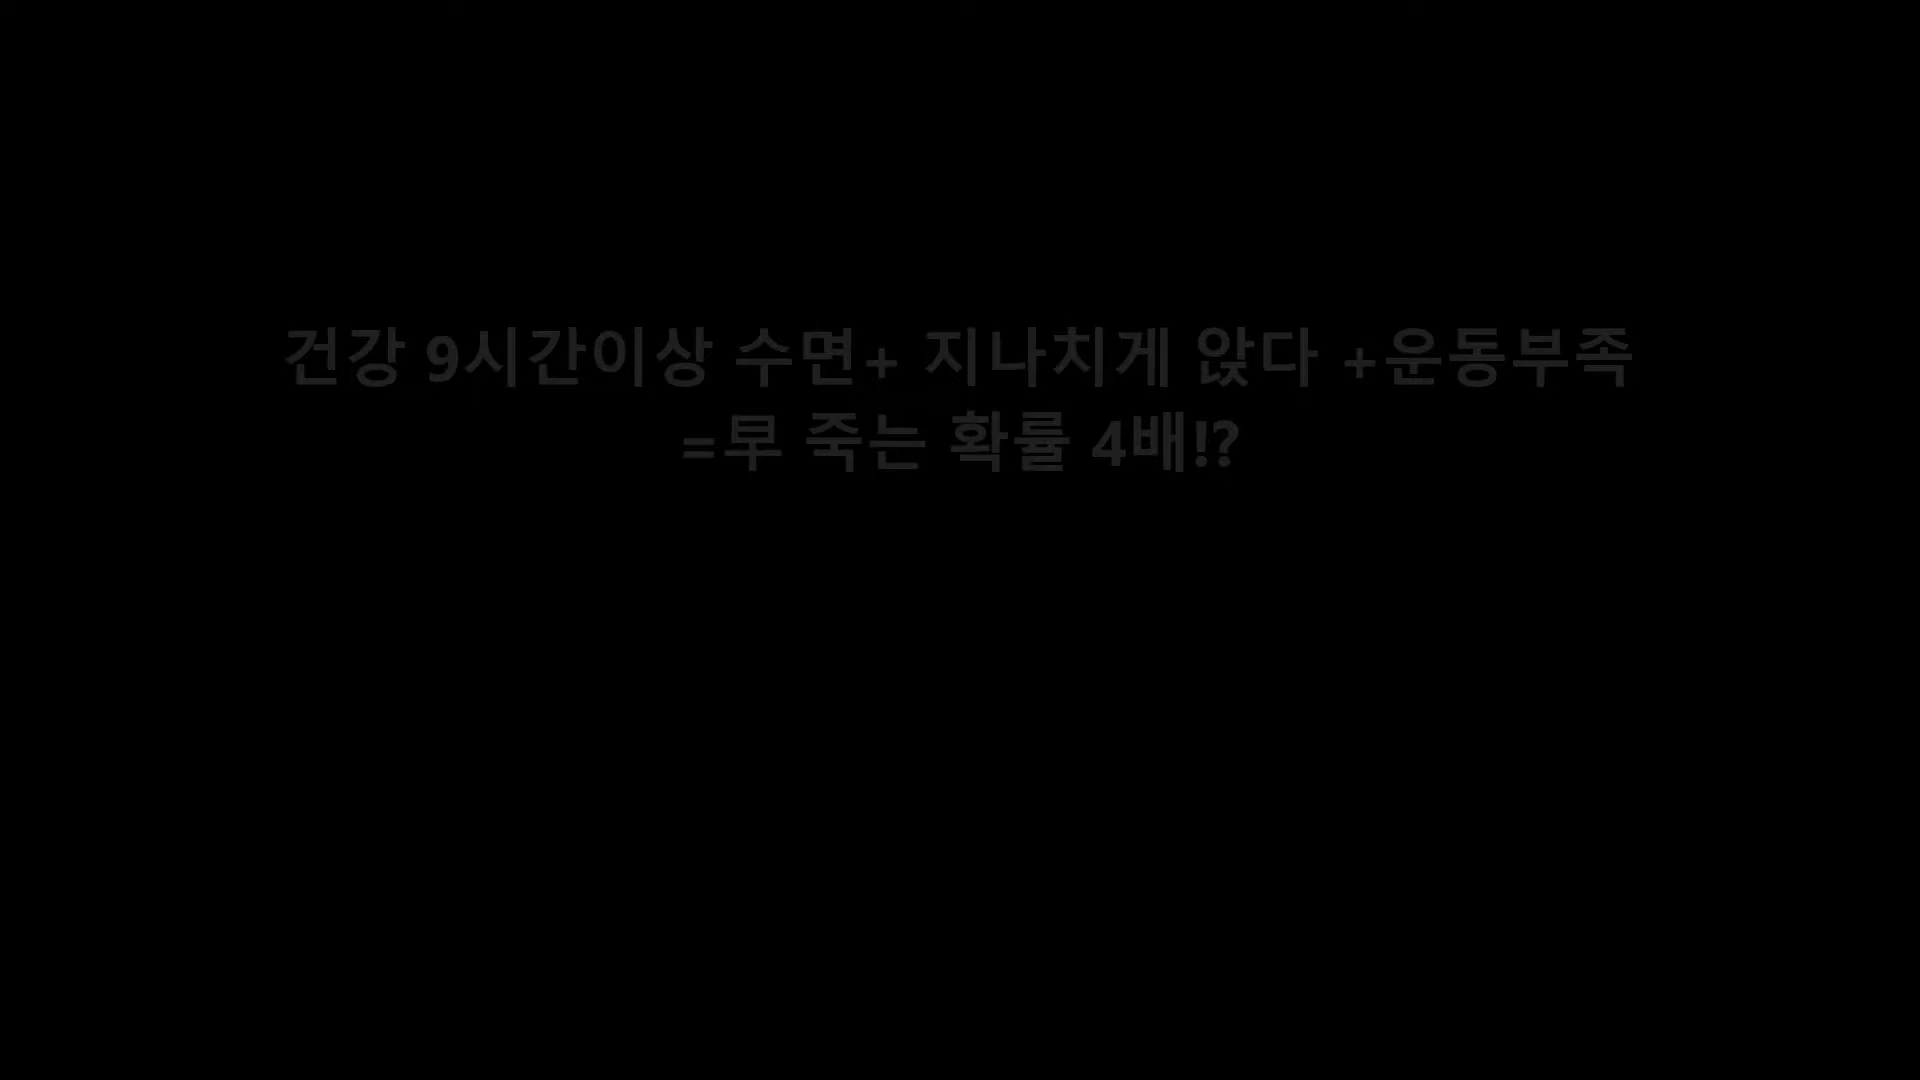 건강 9시간이상 수면+ 지나치게 앉다 +운동부족
=早 죽는 확률 4배!?